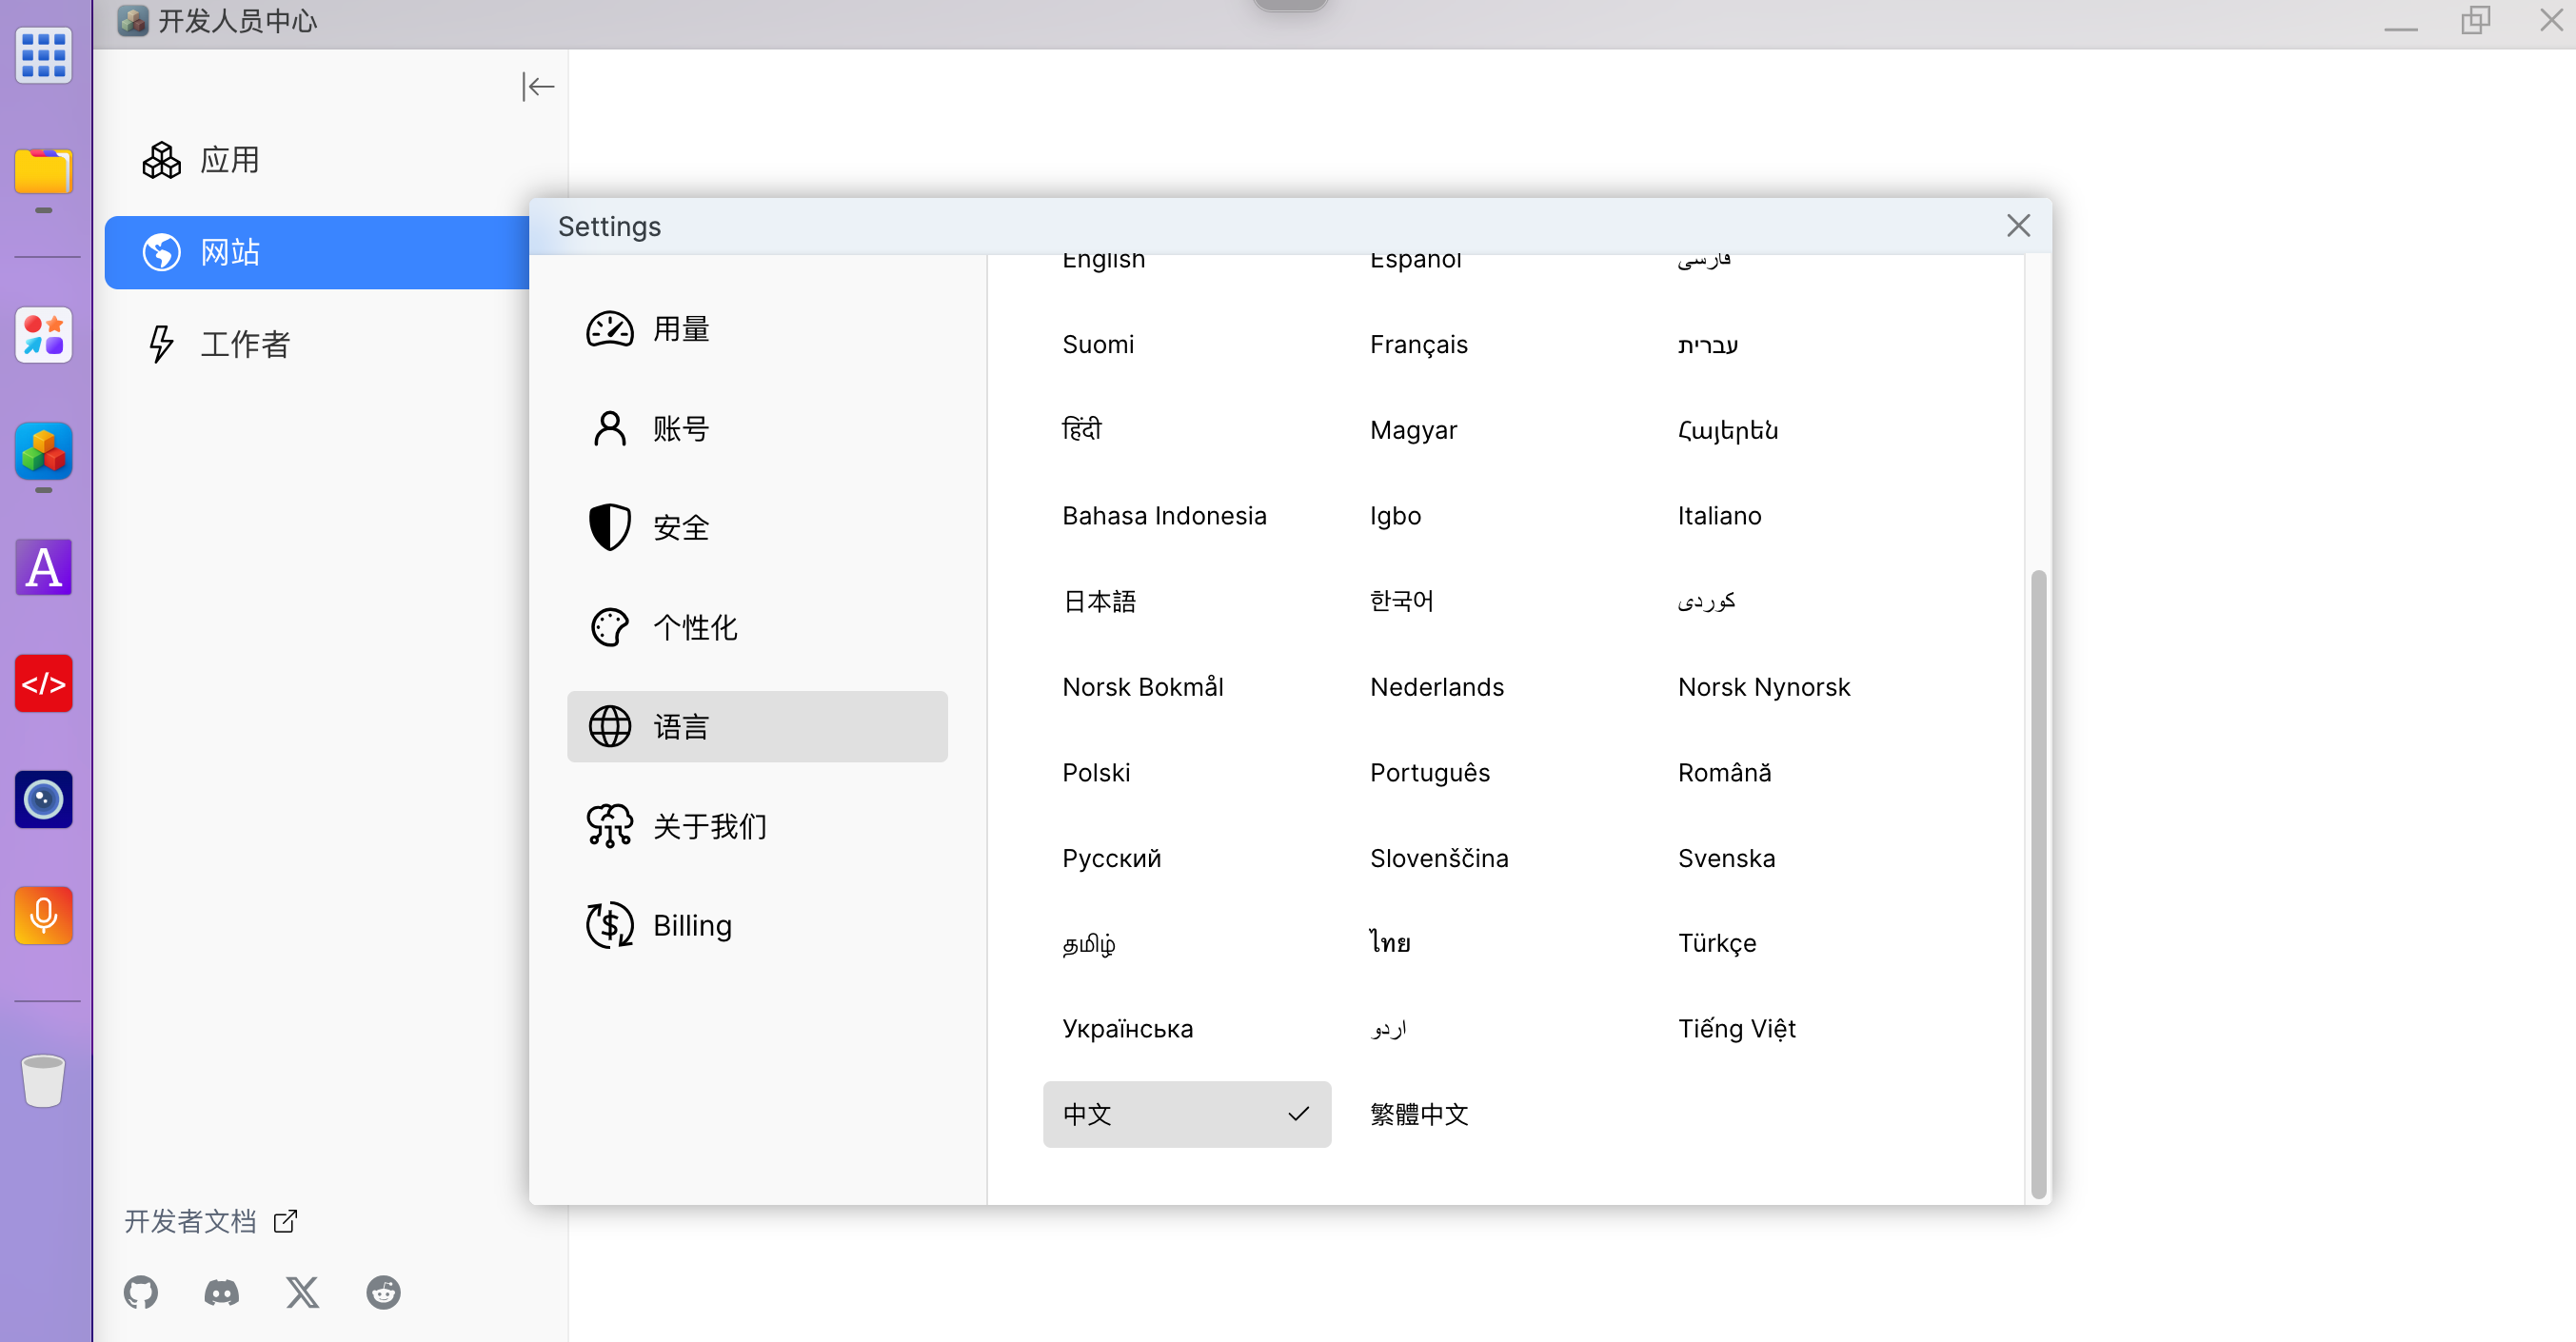 开发人员中心
应用
网站
工作者
开发者文档
Settings
用量
账号
安全
个性化
语言
关于我们
Billing
English Español فارسی
Suomi Français עברית
हिंदी Magyar Հայերեն
Bahasa Indonesia Igbo Italiano
日本語 한국어 کوردی
Norsk Bokmål Nederlands Norsk Nynorsk
Polski Português Română
Русский Slovenščina Svenska
தமிழ் ไทย Türkçe
Українська اردو Tiếng Việt
中文 繁體中文
A
</>